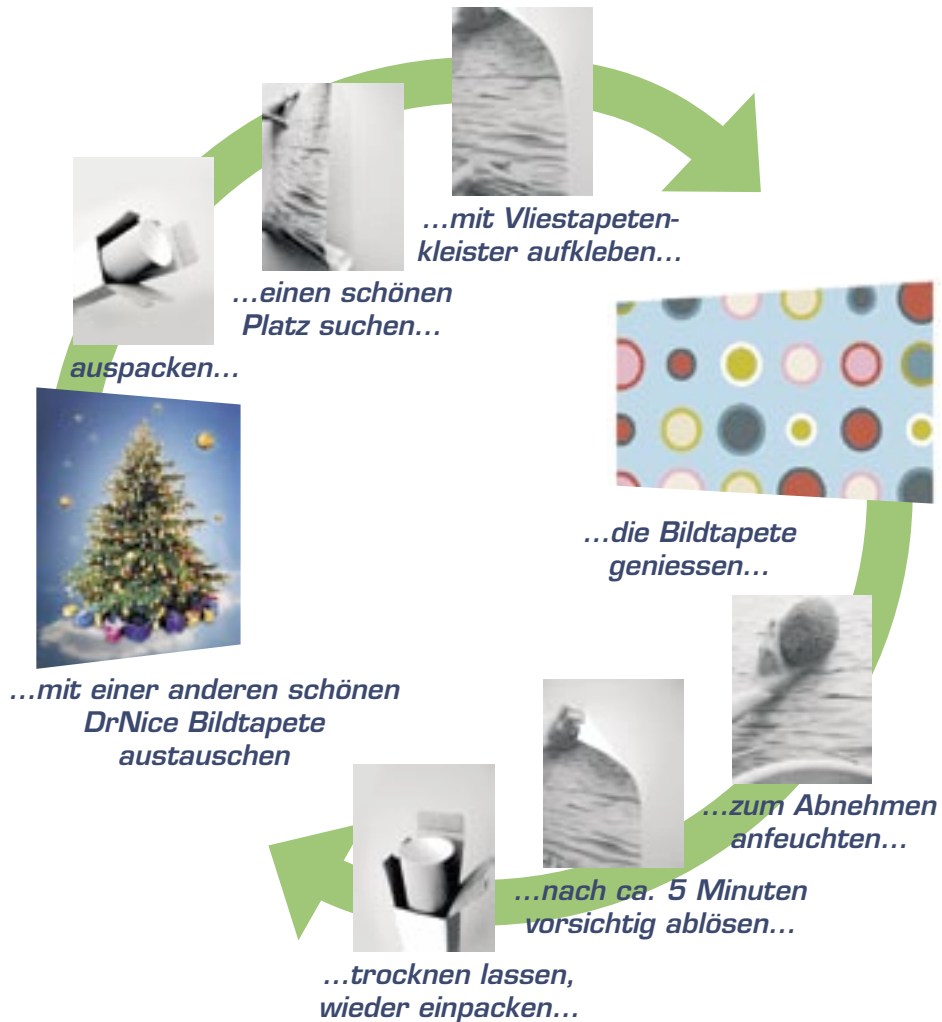 auspacken...
...einen schönen
Platz suchen...
...mit Vliestapeten-
kleister aufkleben...
...die Bildtapete
geniessen...
...zum Abnehmen
anfeuchten...
...nach ca. 5 Minuten
vorsichtig ablösen...
...trocknen lassen,
wieder einpacken...
...mit einer anderen schönen
DrNice Bildtapete
austauschen